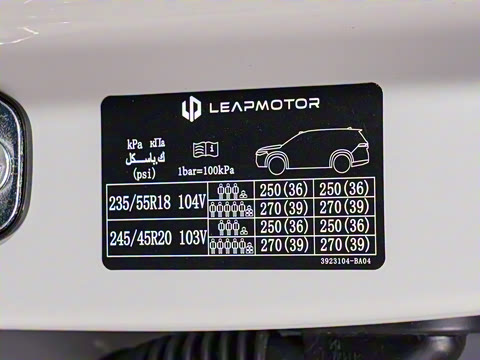 LEAPMOTOR
kPa кПа
ك.باسكال
(psi)
1bar=100kPa
235/55R18 104V 250(36) 250(36)
270(39) 270(39)
245/45R20 103V 250(36) 250(36)
270(39) 270(39)
3923104-BA04